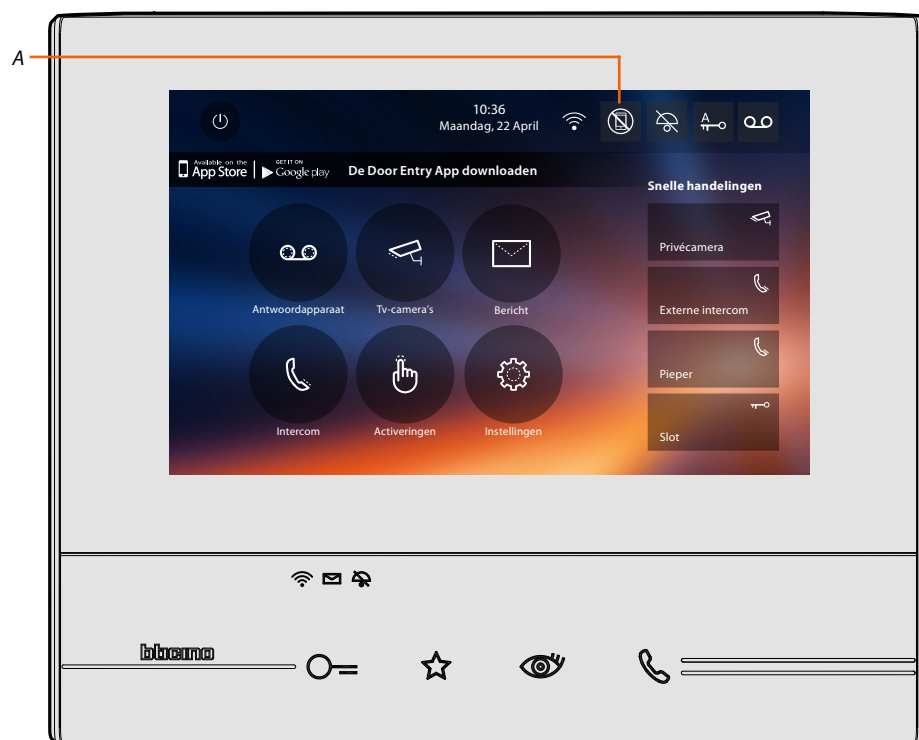 A
10:36
Maandag, 22 April
A
Available on the
App Store
GET IT ON
Google play
De Door Entry App downloaden
Snelle handelingen
Privécamera
Externe intercom
Pieper
Slot
Antwoordapparaat
Tv-camera's
Bericht
Intercom
Activeringen
Instellingen
bticino